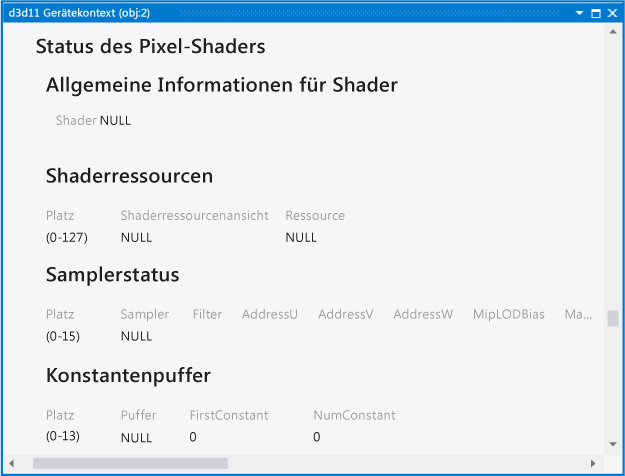 d3d11 Gerätekontext (obj:2)
Status des Pixel-Shaders
Allgemeine Informationen für Shader
Shader NULL
Shaderressourcen
Platz Shaderressourcenansicht Ressource
(0-127) NULL NULL
Samplerstatus
Platz Sampler Filter AddressU AddressV AddressW MipLODBias Ma...
(0-15) NULL
Konstantenpuffer
Platz Puffer FirstConstant NumConstant
(0-13) NULL 0 0